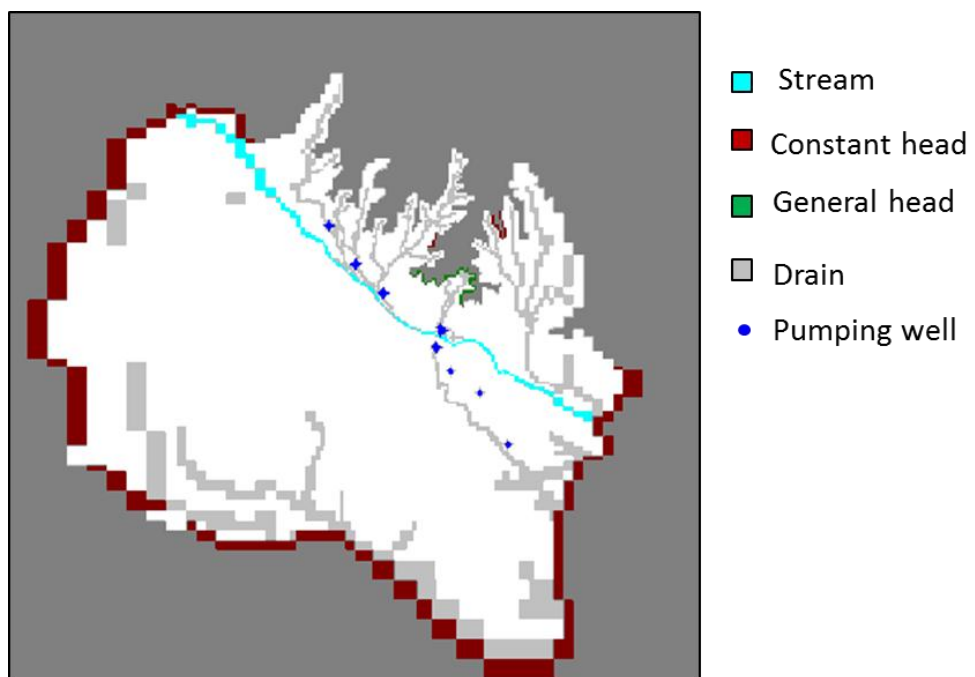 Stream
Constant head
General head
Drain
Pumping well